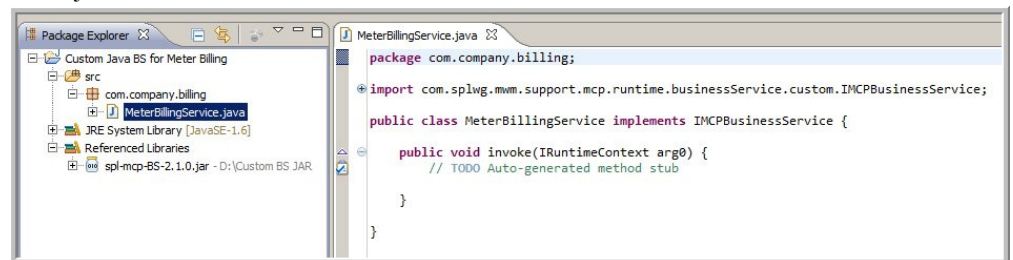 Package Explorer
Custom Java BS for Meter Billing
src
com.company.billing
MeterBillingService.java
JRE System Library [JavaSE-1.6]
Referenced Libraries
spl-mcp-BS-2.1.0.jar - D:\Custom BS JAR
MeterBillingService.java
package com.company.billing;
import com.splwg.mwm.support.mcp.runtime.businessService.custom.IMCPBusinessService;
public class MeterBillingService implements IMCPBusinessService {
public void invoke(IRuntimeContext arg0) {
// TODO Auto-generated method stub
}
}